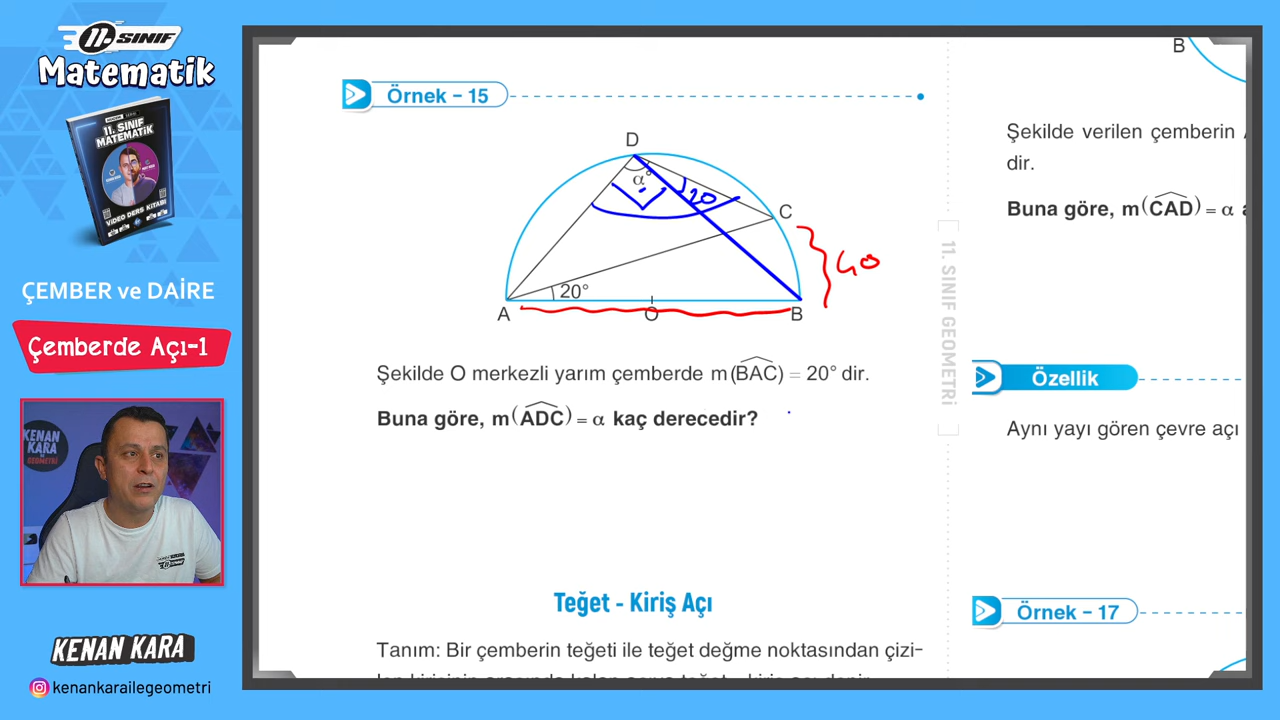 11. SINIF
Matematik
11. SINIF
MATEMATİK
VİDEO DERS KİTABI
ÇEMBER ve DAİRE
Çemberde Açı-1
KENAN
KARA
ile
GEOMETRİ
11.SINIF
KENAN KARA
kenankarailegeometri
Örnek – 15
D
α°
20
C
40
20°
A
O
B
Şekilde O merkezli yarım çemberde m(BAC) = 20° dir.
Buna göre, m(ADC) = α kaç derecedir?
Teğet - Kiriş Açı
Tanım: Bir çemberin teğeti ile teğet değme noktasından çizi-
11. SINIF GEOMETRİ
B
Şekilde verilen çemberin
dir.
Buna göre, m(CAD) = α
Özellik
Aynı yayı gören çevre açı
Örnek – 17